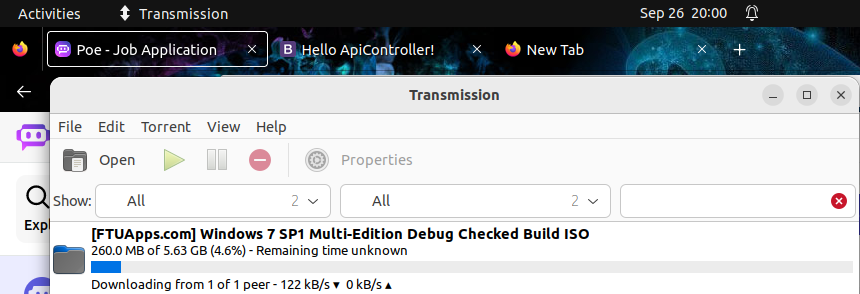 Activities Transmission Sep 26 20:00
Poe - Job Application Hello ApiController! New Tab
Transmission
File Edit Torrent View Help
Open Properties
Show: All 2 All 2
Expl
[FTUApps.com] Windows 7 SP1 Multi-Edition Debug Checked Build ISO
260.0 MB of 5.63 GB (4.6%) - Remaining time unknown
Downloading from 1 of 1 peer - 122 kB/s ▾ 0 kB/s ▴